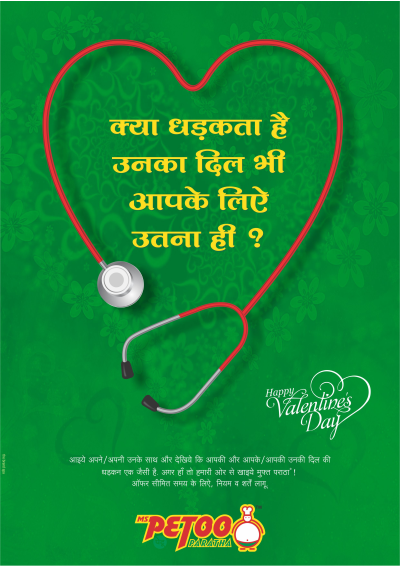 क्या धड़कता है
उनका दिल भी
आपके लिऐ
उतना ही ?
Happy
Valentine's
Day
आइये अपने/अपनी उनके साथ और देखिये कि आपकी और आपके/आपकी उनकी दिल की
धड़कन एक जैसी है. अगर हाँ तो हमारी ओर से खाइये मुफ्त पराठा*!
ऑफर सीमित समय के लिऐ, नियम व शर्तें लागू.
MS.
PETOO
PARATHA